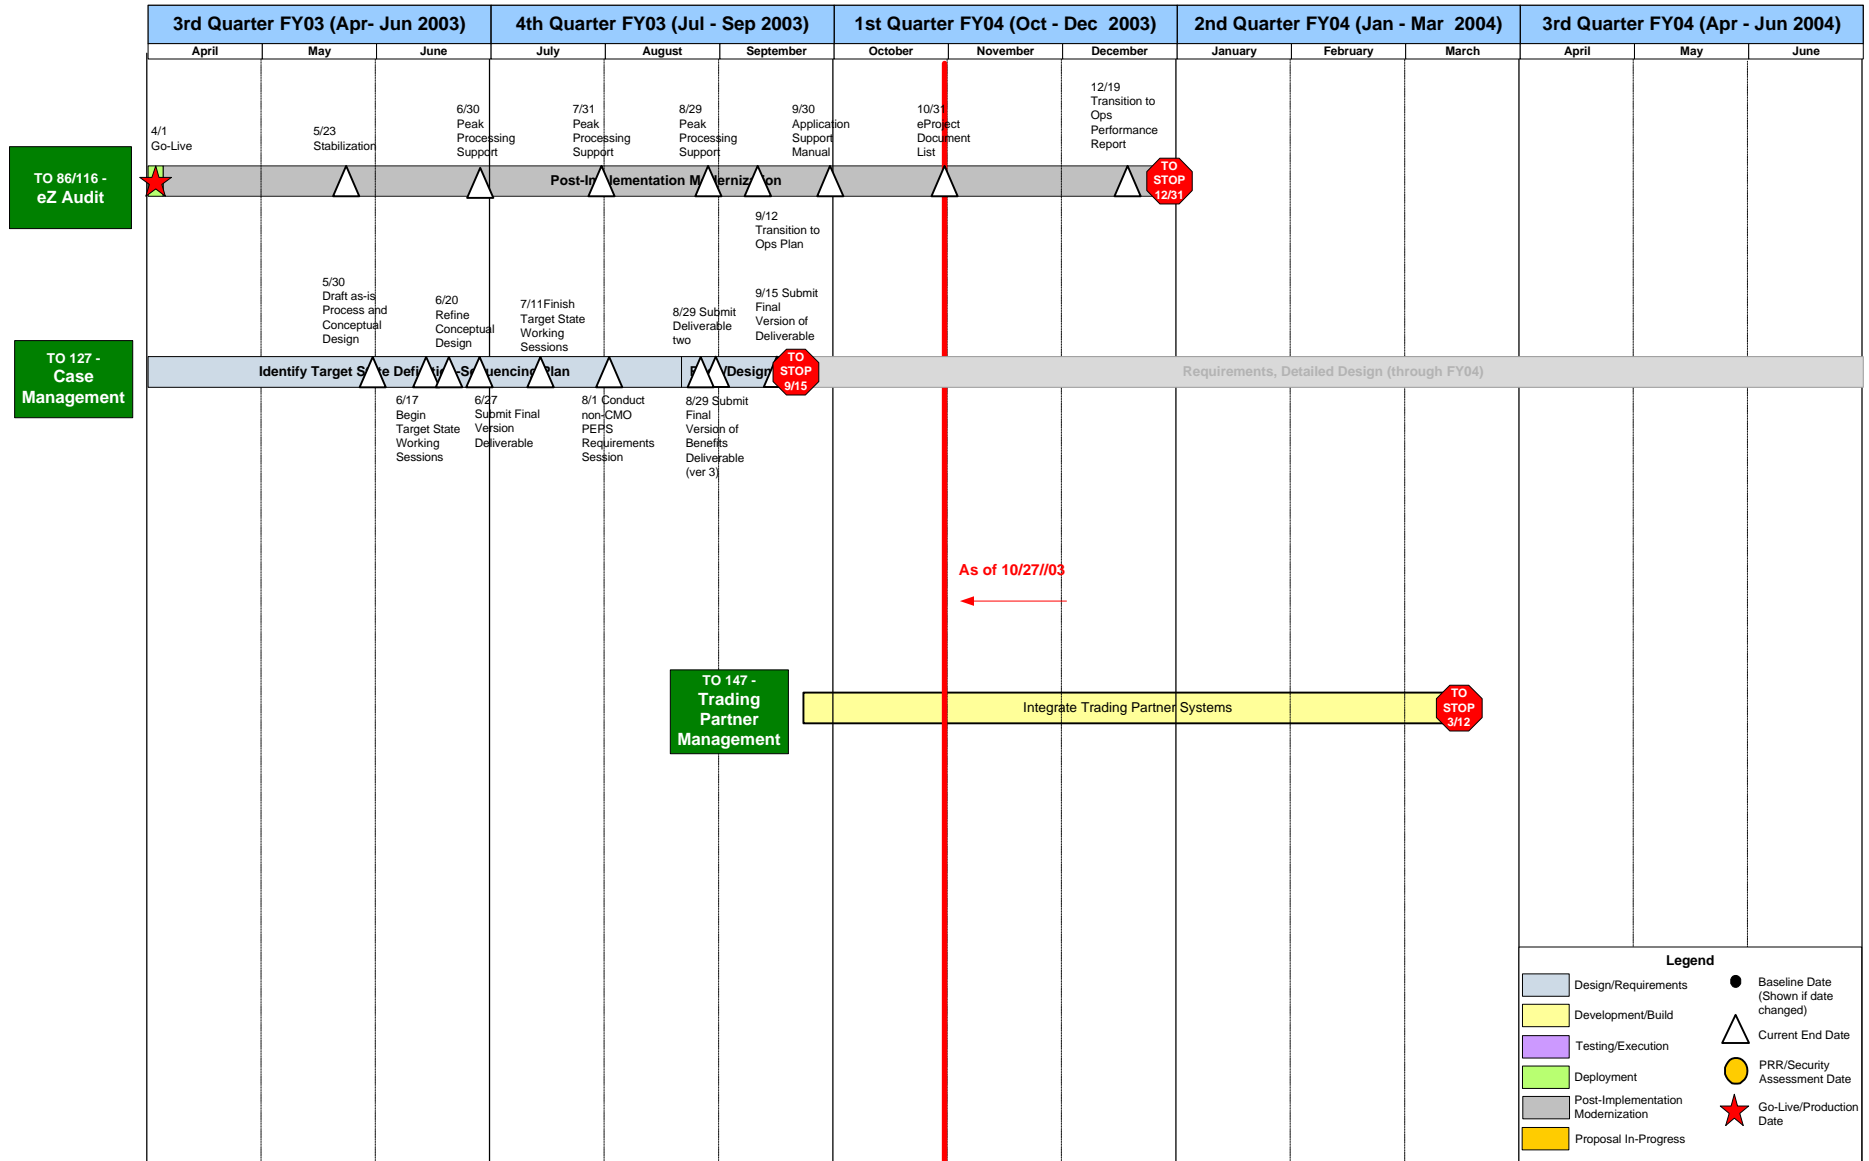 3rd Quarter FY03 (Apr- Jun 2003)
4th Quarter FY03 (Jul - Sep 2003)
1st Quarter FY04 (Oct - Dec  2003)
2nd Quarter FY04 (Jan - Mar  2004)
3rd Quarter FY04 (Apr - Jun 2004)
April
May
June
July
August
September
October
November
December
January
February
March
April
May
June
TO 86/116 -
eZ Audit
4/1
Go-Live
5/23
Stabilization
6/30
Peak
Processing
Support
7/31
Peak
Processing
Support
8/29
Peak
Processing
Support
9/30
Application
Support
Manual
10/31
eProject
Document
List
12/19
Transition to
Ops
Performance
Report
Post-Implementation Modernization
TO
STOP
12/31
9/12
Transition to
Ops Plan
TO 127 -
Case
Management
5/30
Draft as-is
Process and
Conceptual
Design
6/20
Refine
Conceptual
Design
7/11Finish
Target State
Working
Sessions
8/29 Submit
Deliverable
two
9/15 Submit
Final
Version of
Deliverable
Identify Target State Definition-Sequencing Plan
/Design
TO
STOP
9/15
Requirements, Detailed Design (through FY04)
6/17
Begin
Target State
Working
Sessions
6/27
Submit Final
Version
Deliverable
8/1 Conduct
non-CMO
PEPS
Requirements
Session
8/29 Submit
Final
Version of
Benefits
Deliverable
(ver 3)
As of 10/27//03
TO 147 -
Trading
Partner
Management
Integrate Trading Partner Systems
TO
STOP
3/12
Legend
Design/Requirements
Development/Build
Testing/Execution
Deployment
Post-Implementation
Modernization
Proposal In-Progress
Baseline Date
(Shown if date
changed)
Current End Date
PRR/Security
Assessment Date
Go-Live/Production
Date